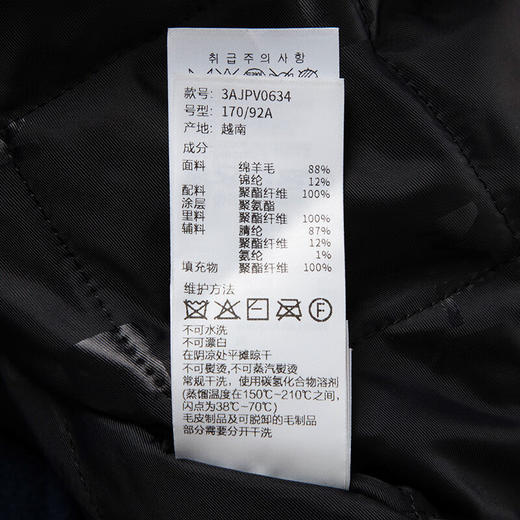 취급주의사항
款号: 3AJPV0634
号型: 170/92A
产地: 越南
成分
面料 绵羊毛 88%
锦纶 12%
配料 聚酯纤维 100%
涂层 聚氨酯
里料 聚酯纤维 100%
辅料 腈纶 87%
聚酯纤维 12%
氨纶 1%
填充物 聚酯纤维 100%
维护方法
F
不可水洗
不可漂白
在阴凉处平摊晾干
不可熨烫,不可蒸汽熨烫
常规干洗,使用碳氢化合物溶剂
(蒸馏温度在150℃~210℃之间,
闪点为38℃~70℃)
毛皮制品及可脱卸的毛制品
部分需要分开干洗